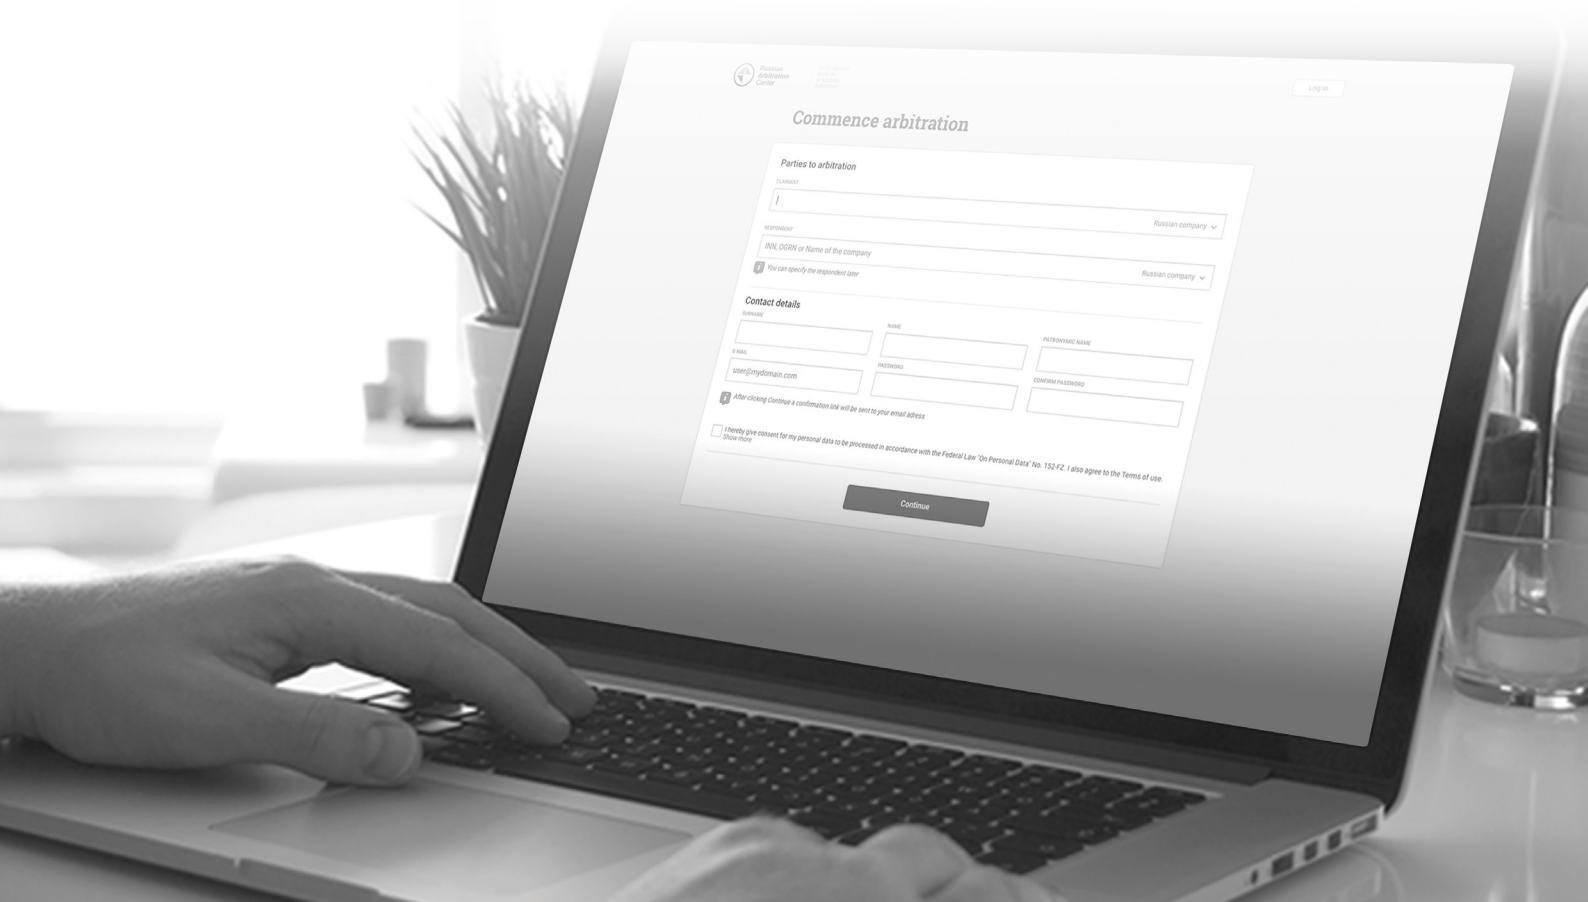 Russian
Arbitration
Center
Log in
Commence arbitration
Parties to arbitration
CLAIMANT
Russian company
RESPONDENT
INN, OGRN or Name of the company
Russian company
You can specify the respondent later
Contact details
SURNAME
NAME
PATRONYMIC NAME
E-MAIL
PASSWORD
CONFIRM PASSWORD
user@mydomain.com
After clicking Continue a confirmation link will be sent to your email adress
I hereby give consent for my personal data to be processed in accordance with the Federal Law "On Personal Data" No. 152-FZ. I also agree to the Terms of use.
Show more
Continue